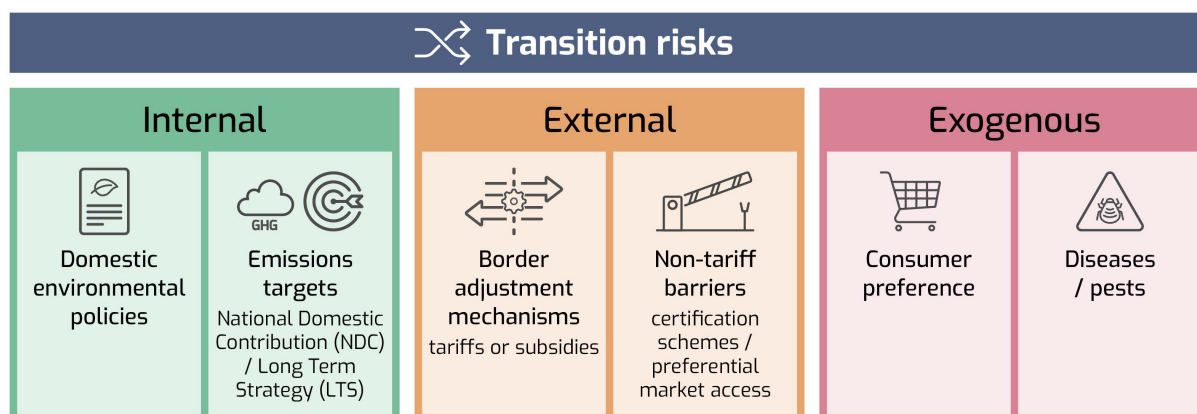 Transition risks
Internal
Domestic
environmental
policies
GHG
Emissions
targets
National Domestic
Contribution (NDC)
/ Long Term
Strategy (LTS)
External
Border
adjustment
mechanisms
tariffs or subsidies
Non-tariff
barriers
certification
schemes /
preferential
market access
Exogenous
Consumer
preference
Diseases
/ pests